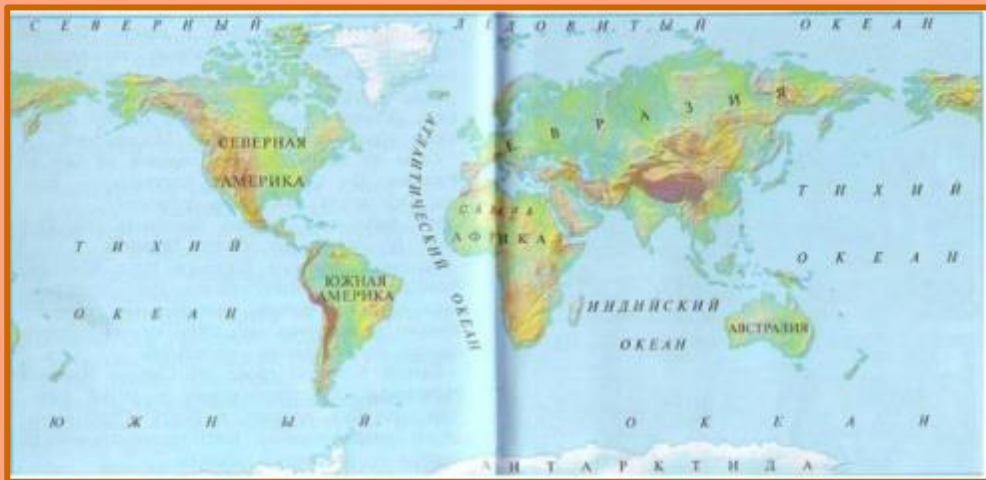 СЕВЕРНЫЙ ЛЕДОВИТЫЙ ОКЕАН
СЕВЕРНАЯ
АМЕРИКА
АТЛАНТИЧЕСКИЙ ОКЕАН
ЕВРАЗИЯ
САХАРА
АФРИКА
ТИХИЙ
ОКЕАН
ТИХИЙ
ОКЕАН
ЮЖНАЯ
АМЕРИКА
ИНДИЙСКИЙ
ОКЕАН
АВСТРАЛИЯ
ЮЖНЫЙ ОКЕАН
АНТАРКТИДА